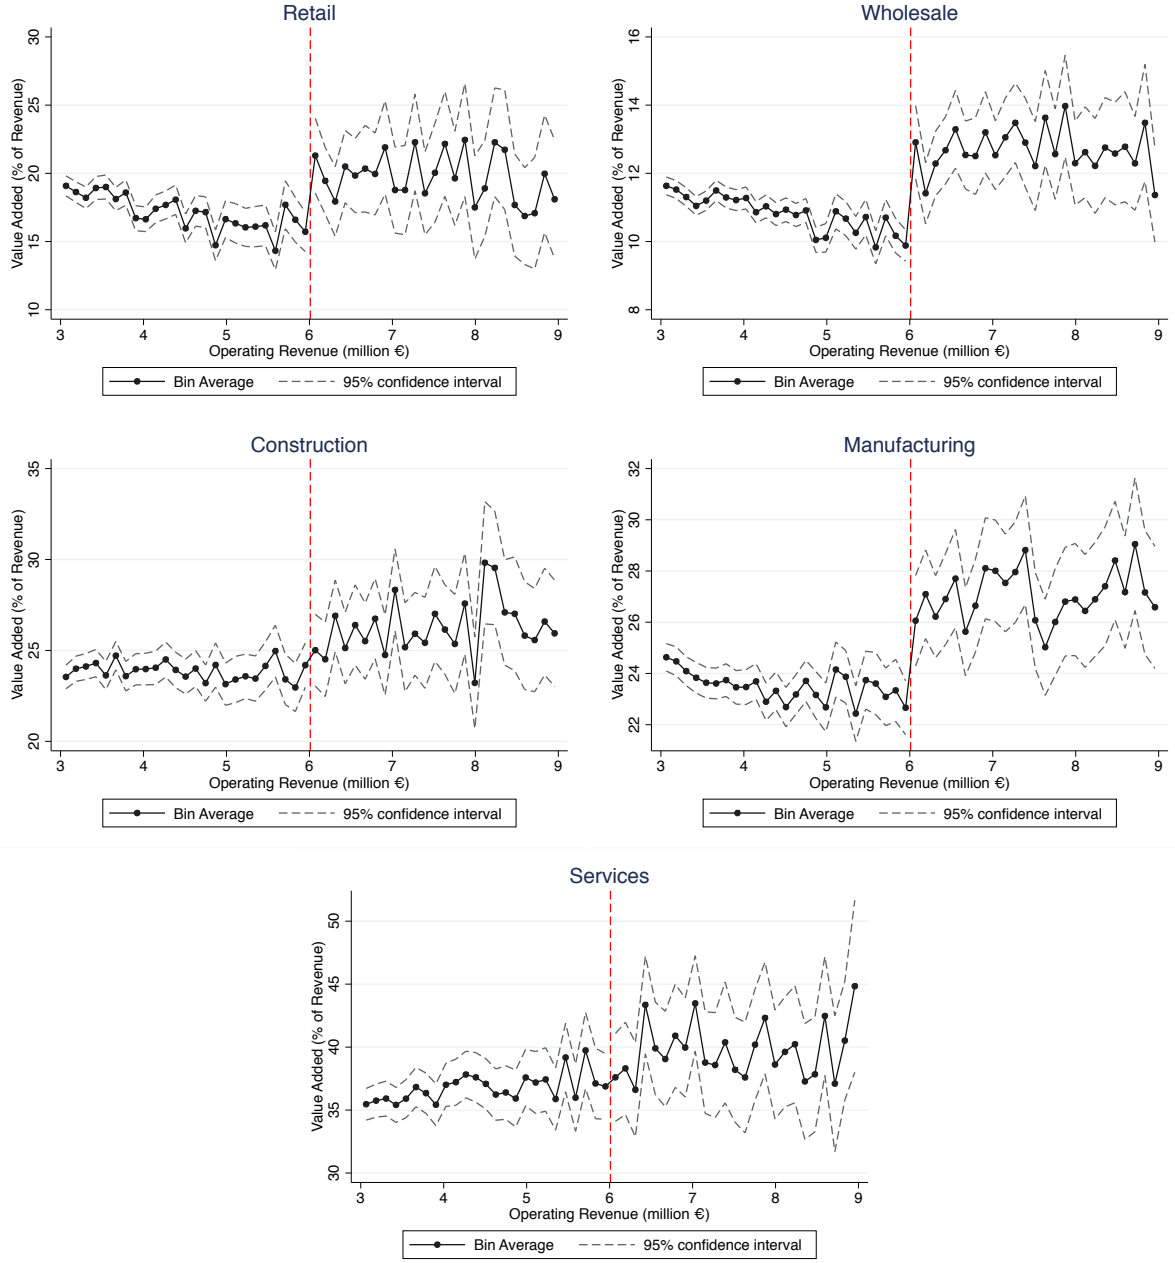 Retail
Value Added (% of Revenue)
30
25
20
15
10
3 4 5 6 7 8 9
Operating Revenue (million €)
Bin Average 95% confidence interval
Wholesale
Value Added (% of Revenue)
16
14
12
10
8
3 4 5 6 7 8 9
Operating Revenue (million €)
Bin Average 95% confidence interval
Construction
Value Added (% of Revenue)
35
30
25
20
3 4 5 6 7 8 9
Operating Revenue (million €)
Bin Average 95% confidence interval
Manufacturing
Value Added (% of Revenue)
32
30
28
26
24
22
3 4 5 6 7 8 9
Operating Revenue (million €)
Bin Average 95% confidence interval
Services
Value Added (% of Revenue)
50
45
40
35
30
3 4 5 6 7 8 9
Operating Revenue (million €)
Bin Average 95% confidence interval